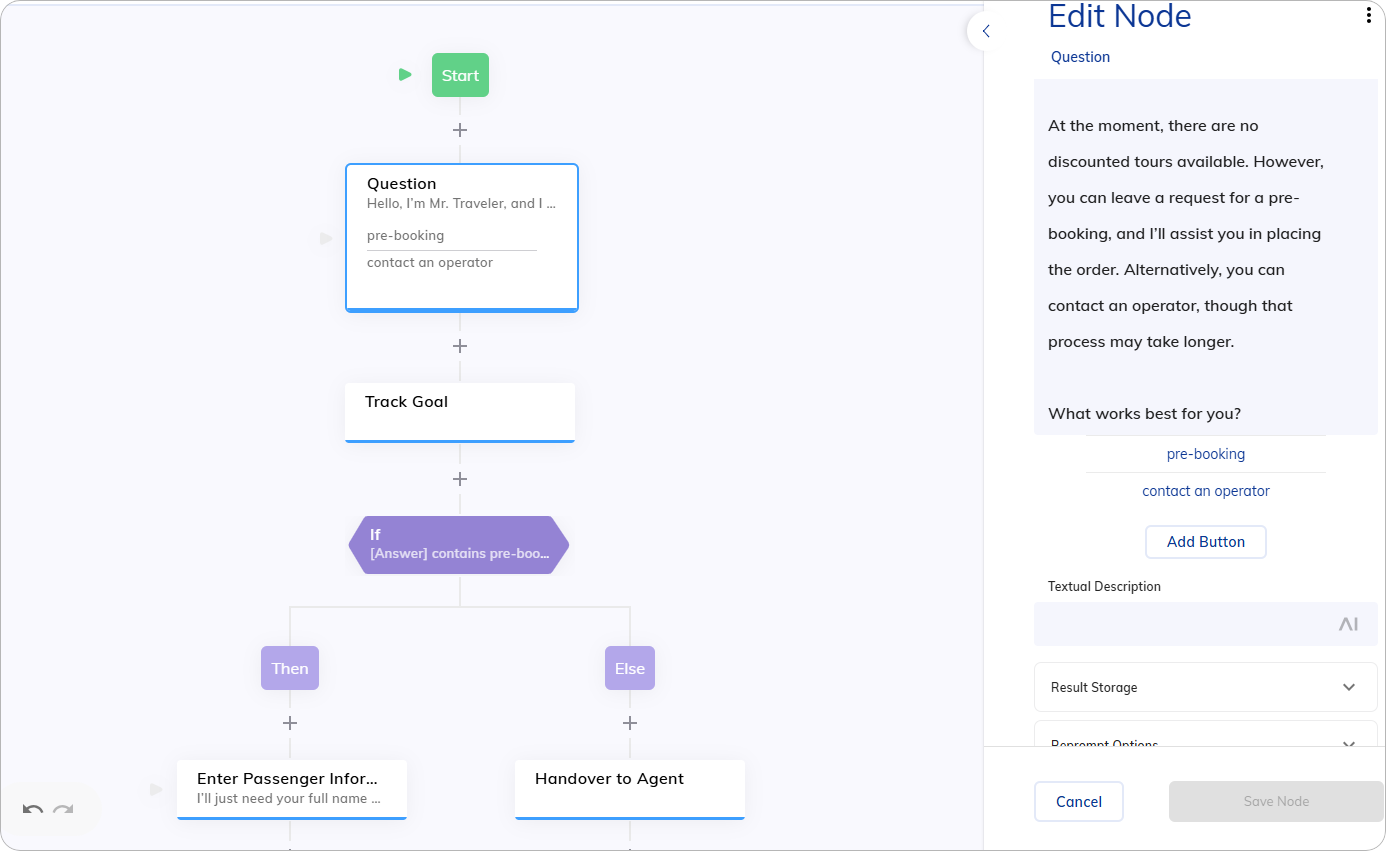 Start
Question
Hello, I’m Mr. Traveler, and I ...
pre-booking
contact an operator
Track Goal
If
[Answer] contains pre-boo...
Then
Else
Enter Passenger Infor...
I’ll just need your full name ...
Handover to Agent
Edit Node
Question
At the moment, there are no
discounted tours available. However,
you can leave a request for a pre-
booking, and I’ll assist you in placing
the order. Alternatively, you can
contact an operator, though that
process may take longer.
What works best for you?
pre-booking
contact an operator
Add Button
Textual Description
AI
Result Storage
Reprompt Options
Cancel
Save Node